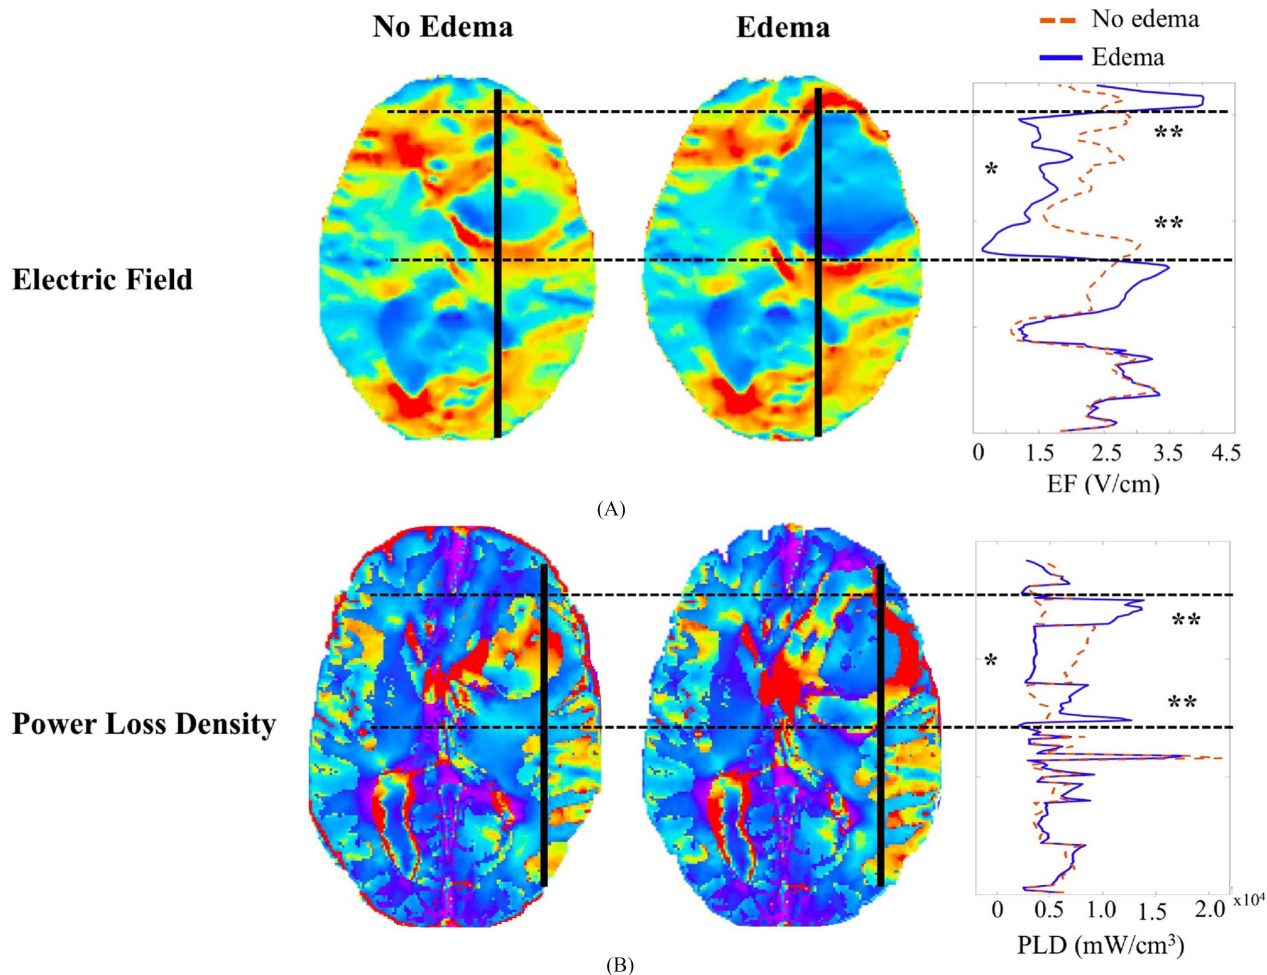 No Edema
Edema
No edema
Edema
**
*
**
Electric Field
0 1.5 2.5 3.5 4.5
EF (V/cm)
(A)
**
*
**
Power Loss Density
0 0.5 1.0 1.5 2.0 x10⁴
PLD (mW/cm³)
(B)